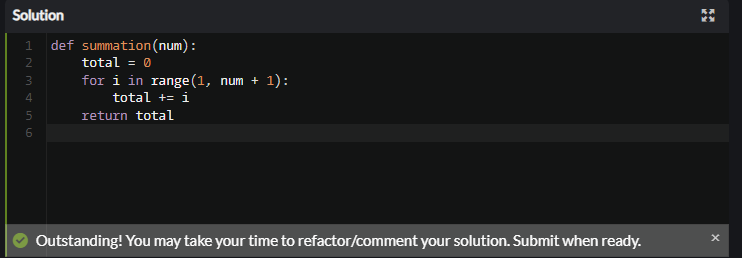 Solution
1 def summation(num):
2     total = 0
3     for i in range(1, num + 1):
4         total += i
5     return total
6
Outstanding! You may take your time to refactor/comment your solution. Submit when ready. ×